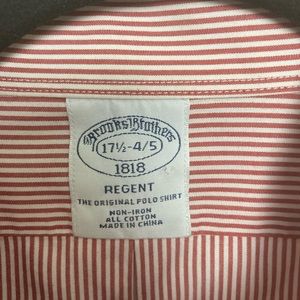 Brooks Brothers
17½-4/5
1818
REGENT
THE ORIGINAL POLO SHIRT
NON-IRON
ALL COTTON
MADE IN CHINA